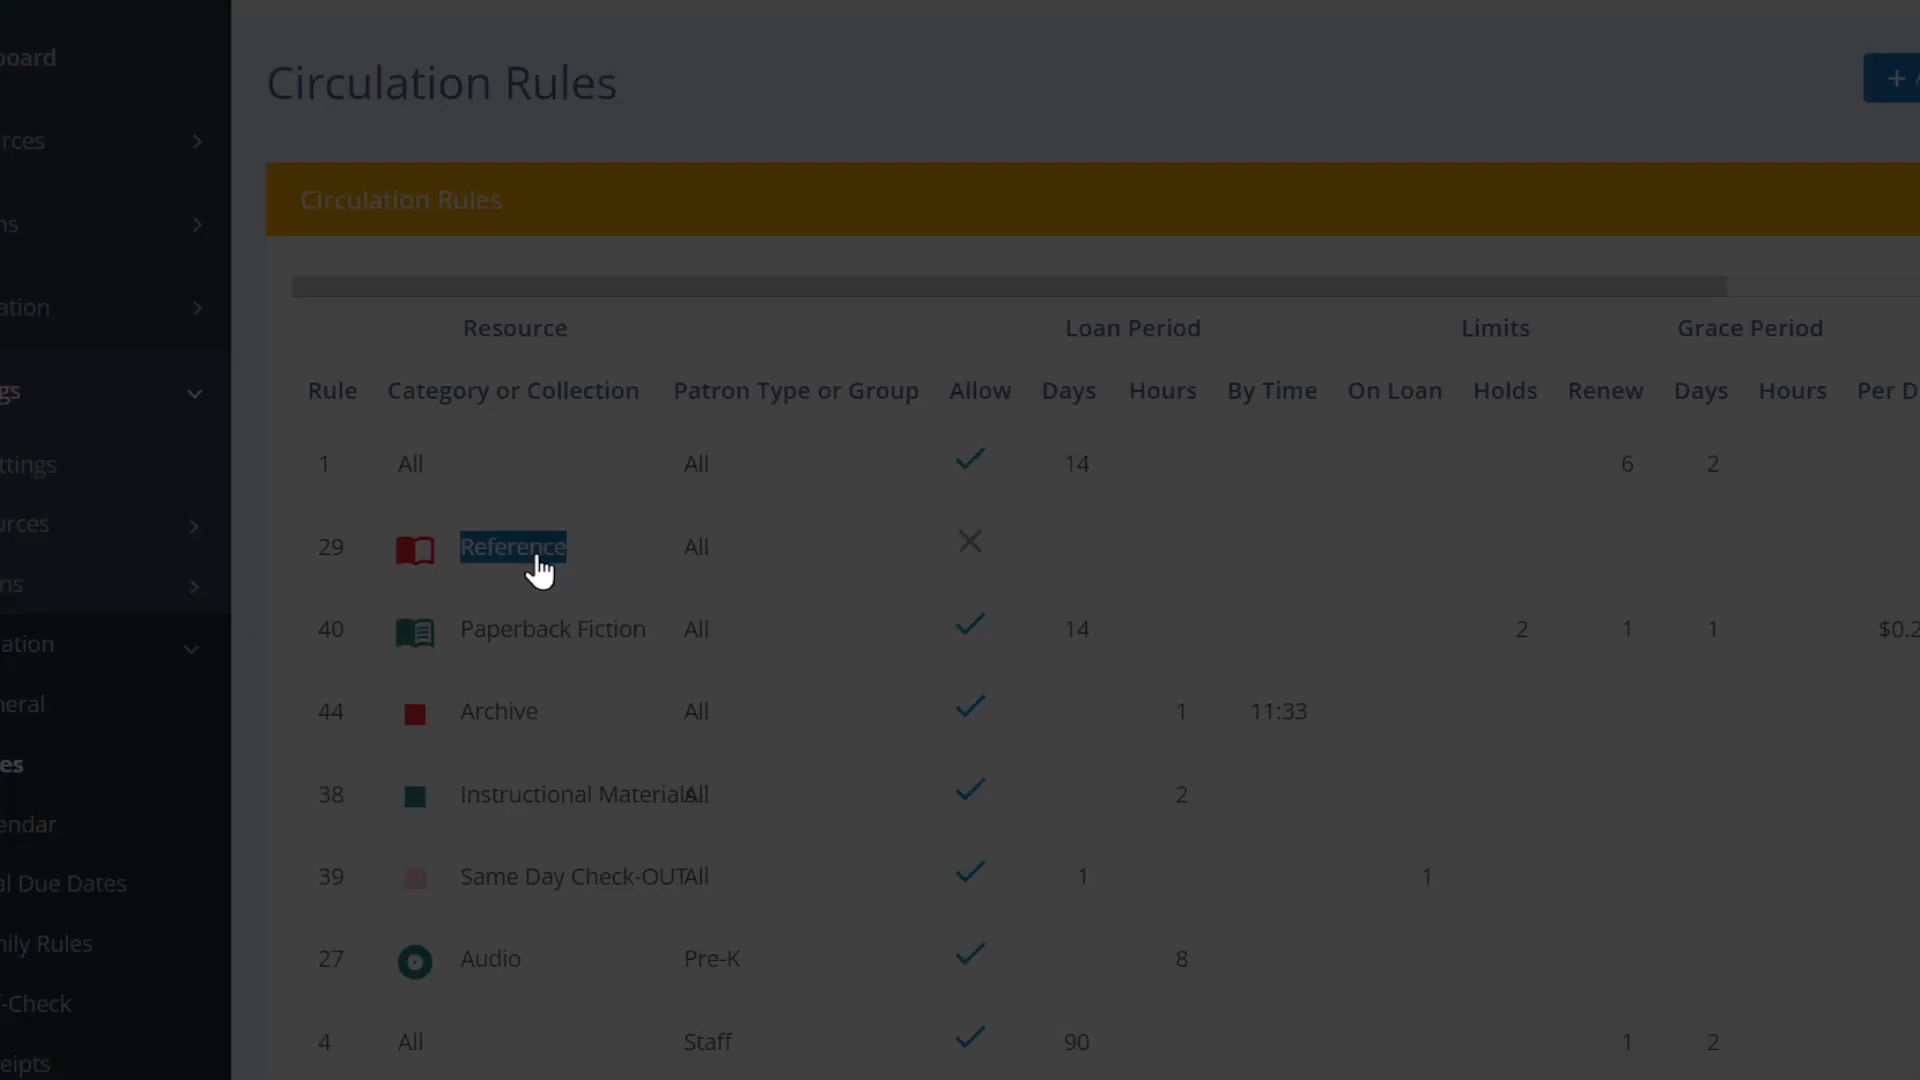 board
Circulation Rules
+
rces
Circulation Rules
ns
ation
Resource Loan Period Limits Grace Period
gs
Rule Category or Collection Patron Type or Group Allow Days Hours By Time On Loan Holds Renew Days Hours Per D
ttings
1 All All 14 6 2
urces
29 Reference All
ns
40 Paperback Fiction All 14 2 1 1 $0.2
ation
neral
44 Archive All 1 11:33
es
38 Instructional Materials All 2
endar
39 Same Day Check-OUT All 1 1
al Due Dates
mily Rules
27 Audio Pre-K 8
f-Check
4 All Staff 90 1 2
eipts